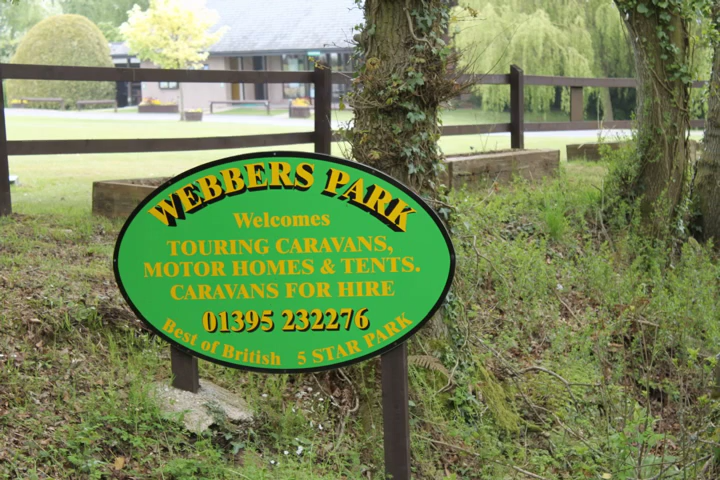 WEBBERS PARK
Welcomes
TOURING CARAVANS,
MOTOR HOMES & TENTS.
CARAVANS FOR HIRE
01395 232276
Best of British 5 STAR PARK